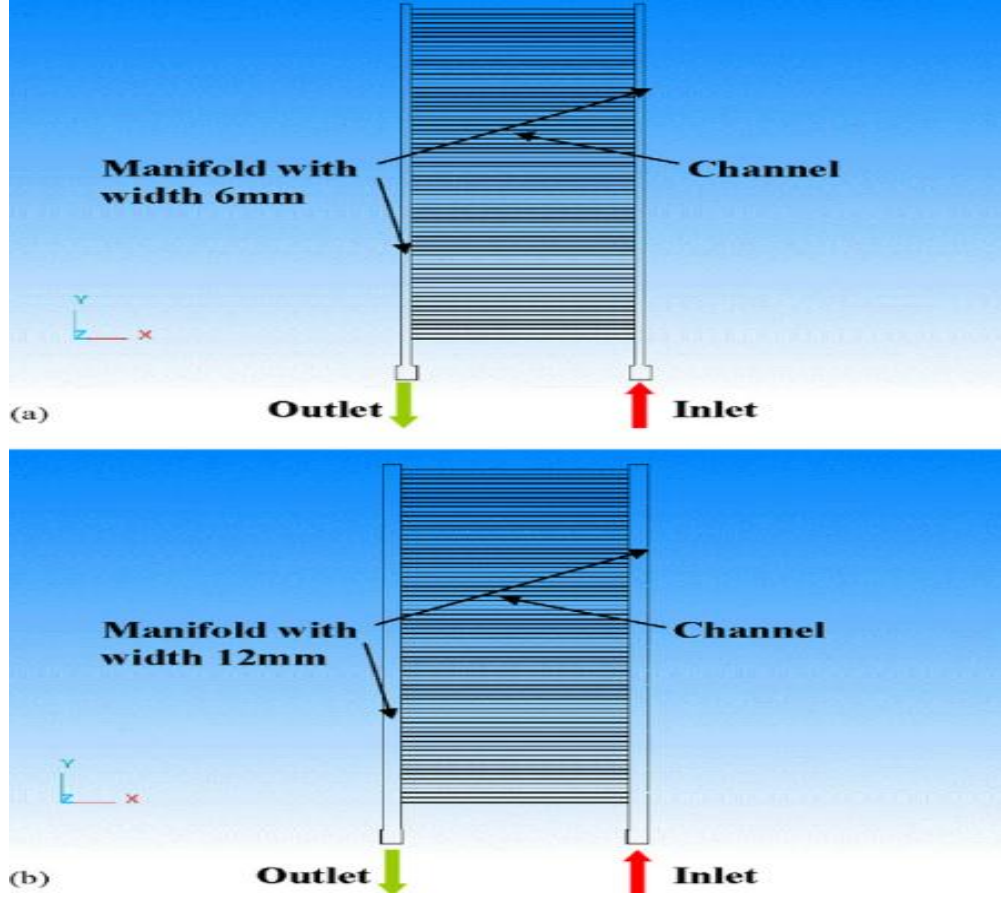 Manifold with
width 6mm
Channel
Y
Z
X
(a)
Outlet
Inlet
Manifold with
width 12mm
Channel
Y
Z
X
(b)
Outlet
Inlet